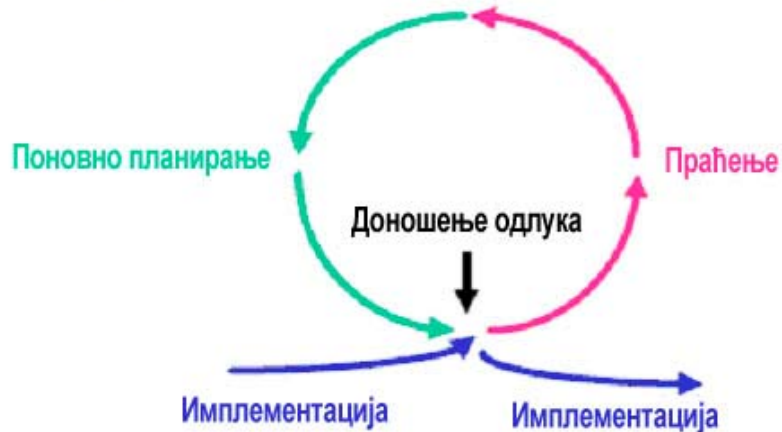 Поновно планирање
Праћење
Доношење одлука
Имплементација
Имплементација